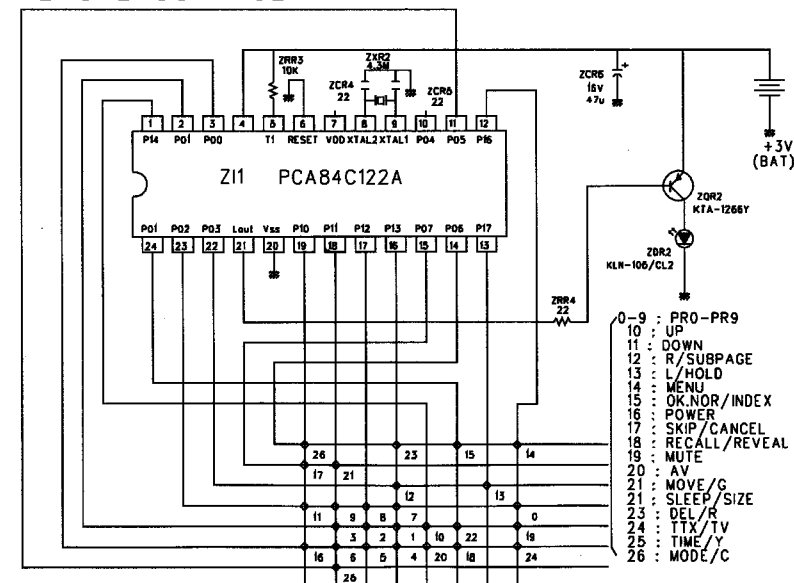 ZRR3
10K
ZXR2
4.3M
ZCR4
22
ZCR5
22
ZCR6
16V
47u
+3V
(BAT)
1 2 3 4 5 6 7 8 9 10 11 12
P14 P01 P00 T1 RESET VDD XTAL2 XTAL1 P04 P05 P16
ZI1 PCA84C122A
P01 P02 P03 Lout Vss P10 P11 P12 P13 P07 P06 P17
24 23 22 21 20 19 18 17 16 15 14 13
ZQR2
KTA-1266Y
ZDR2
KLN-106/CL2
ZRR4
22
0-9 : PR0-PR9
10 : UP
11 : DOWN
12 : R/SUBPAGE
13 : L/HOLD
14 : MENU
15 : OK.NOR/INDEX
16 : POWER
17 : SKIP/CANCEL
18 : RECALL/REVEAL
19 : MUTE
20 : AV
21 : MOVE/G
21 : SLEEP/SIZE
23 : DEL/R
24 : TTX/TV
25 : TIME/Y
26 : MODE/C
26 23 15 14
17 21
12 13
11 9 8 7 0
3 2 1 10 22 19
16 6 5 4 20 18 24